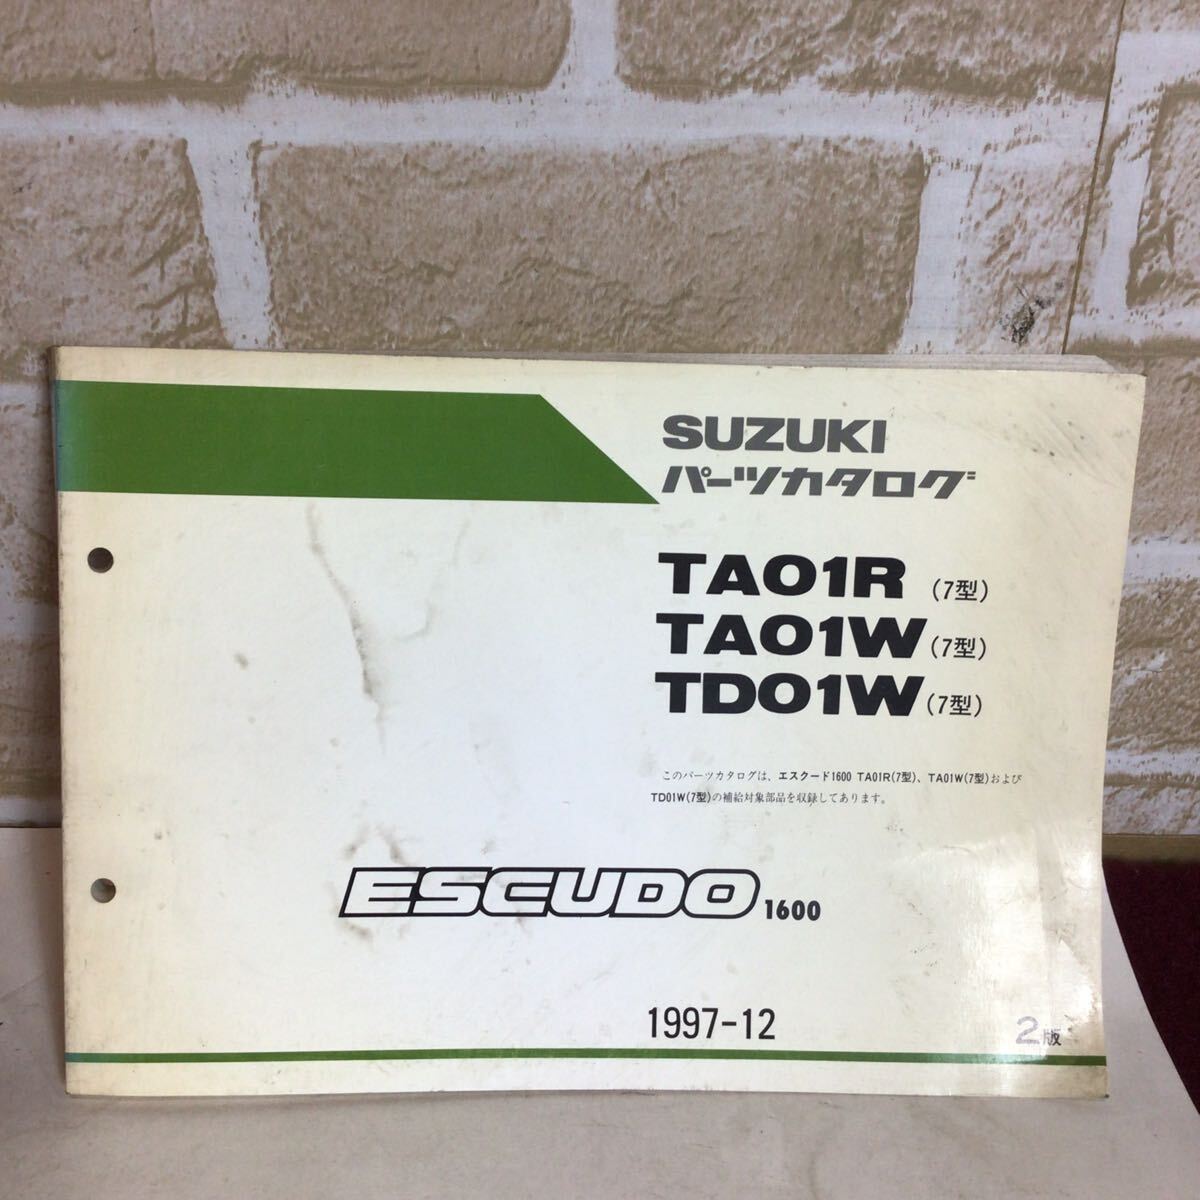 SUZUKI
パーツカタログ
TA01R (7型)
TA01W (7型)
TD01W (7型)
このパーツカタログは、エスクード1600 TA01R(7型)、TA01W(7型)および
TD01W(7型)の補給対象部品を収録してあります。
ESCUDO 1600
1997-12
2版